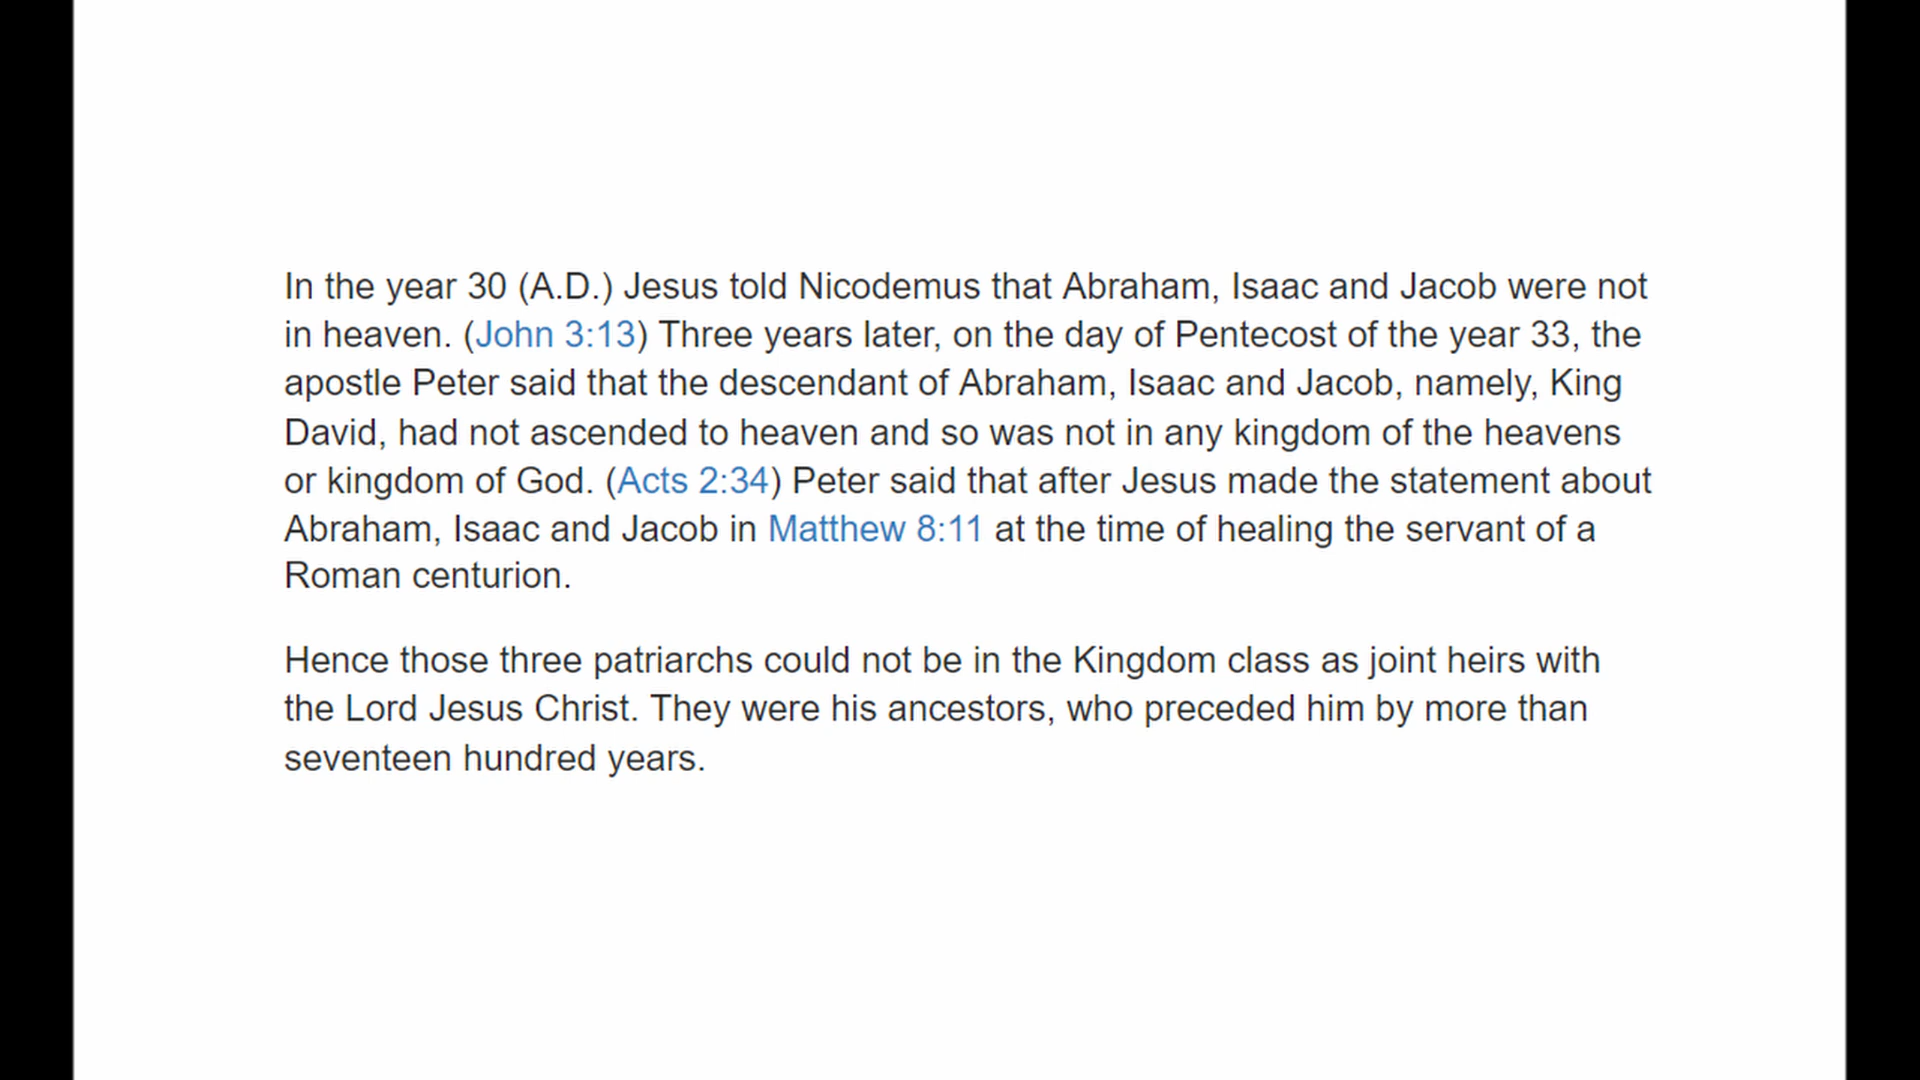 In the year 30 (A.D.) Jesus told Nicodemus that Abraham, Isaac and Jacob were not
in heaven. (John 3:13) Three years later, on the day of Pentecost of the year 33, the
apostle Peter said that the descendant of Abraham, Isaac and Jacob, namely, King
David, had not ascended to heaven and so was not in any kingdom of the heavens
or kingdom of God. (Acts 2:34) Peter said that after Jesus made the statement about
Abraham, Isaac and Jacob in Matthew 8:11 at the time of healing the servant of a
Roman centurion.
Hence those three patriarchs could not be in the Kingdom class as joint heirs with
the Lord Jesus Christ. They were his ancestors, who preceded him by more than
seventeen hundred years.